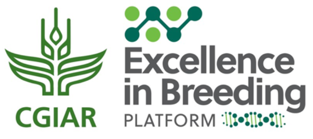 CGIAR
Excellence
in Breeding
PLATFORM